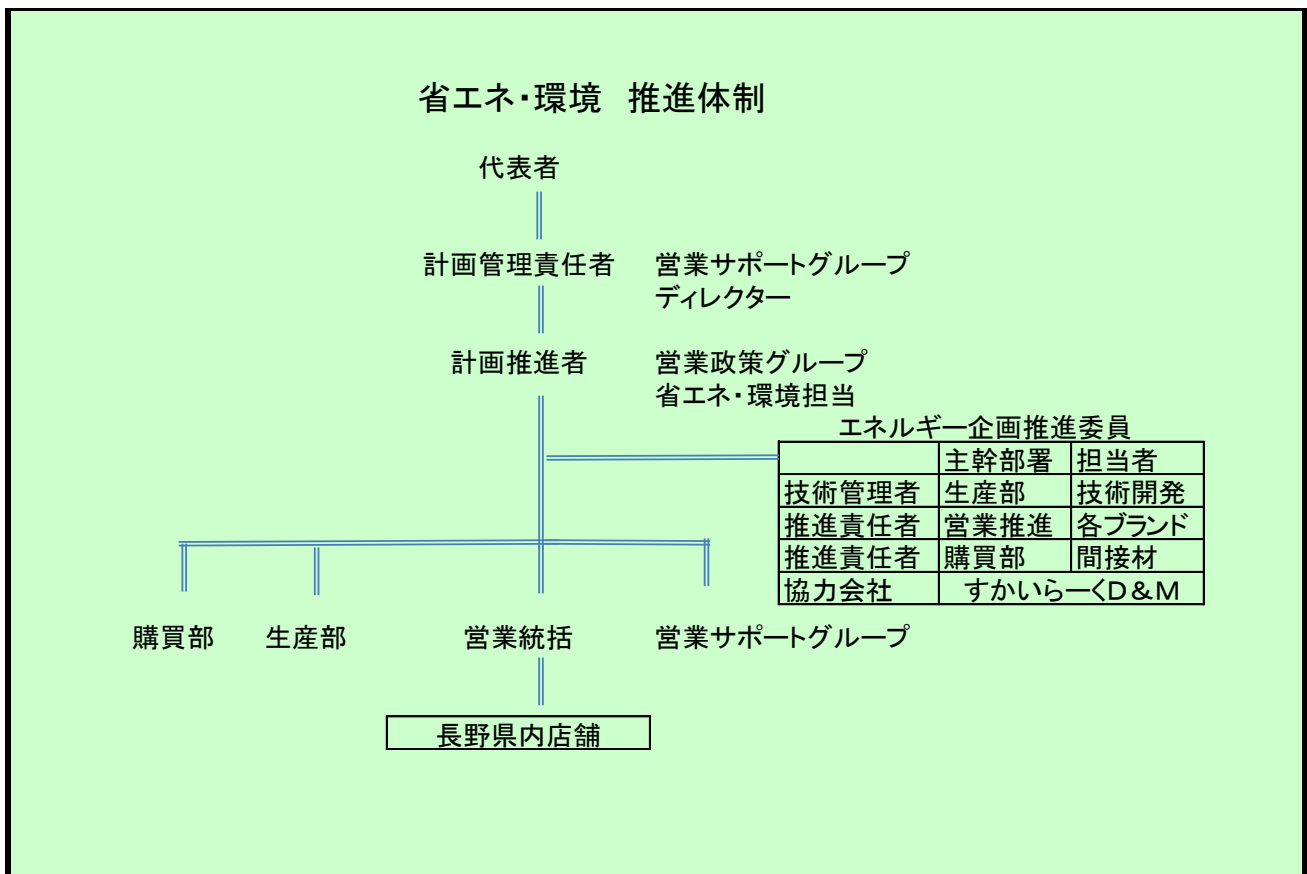 省エネ・環境　推進体制
代表者
計画管理責任者　営業サポートグループ
ディレクター
計画推進者　営業政策グループ
省エネ・環境担当
エネルギー企画推進委員
主幹部署　担当者
技術管理者　生産部　技術開発
推進責任者　営業推進　各ブランド
推進責任者　購買部　間接材
協力会社　すかいらーくD＆M
購買部　生産部　営業統括　営業サポートグループ
長野県内店舗